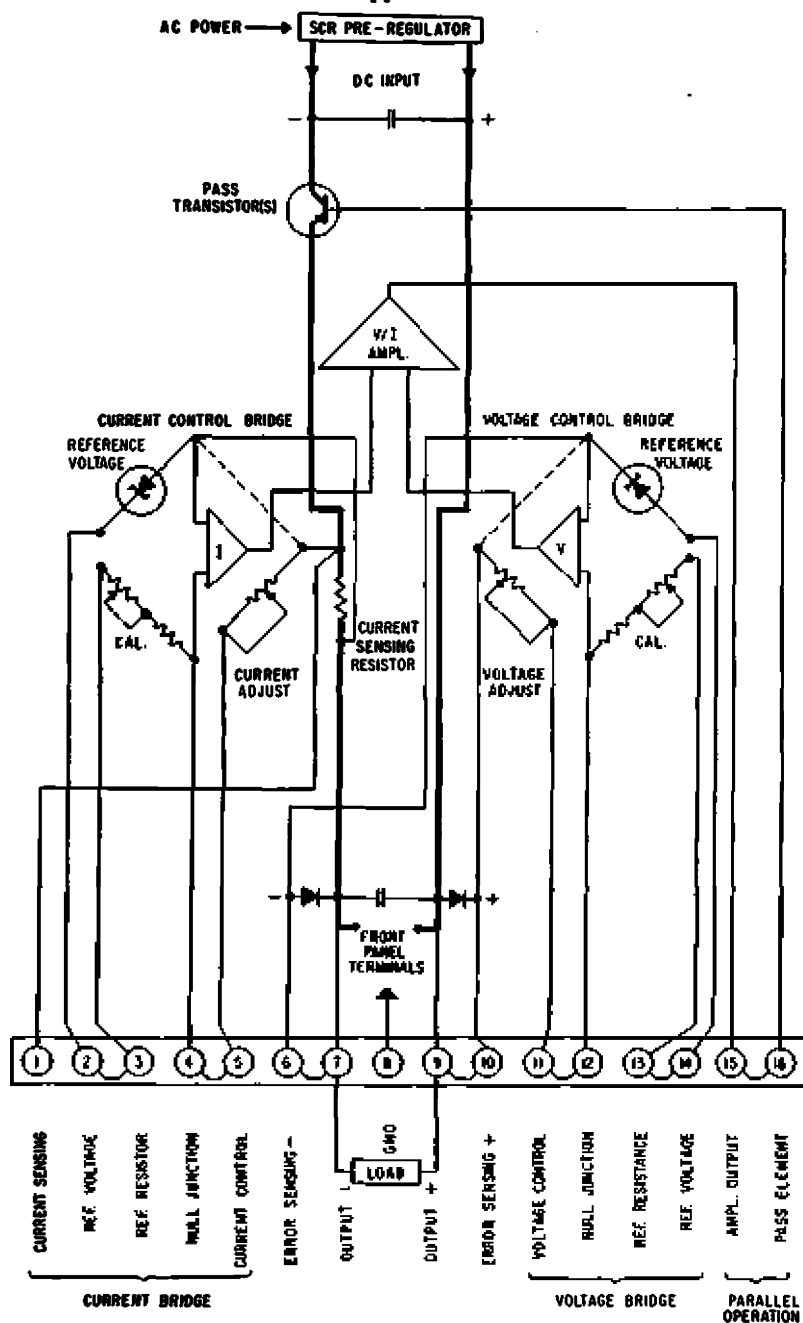 AC POWER
SCR PRE-REGULATOR
DC INPUT
- +
PASS
TRANSISTOR(S)
V/I
AMPL.
CURRENT CONTROL BRIDGE
VOLTAGE CONTROL BRIDGE
REFERENCE
VOLTAGE
REFERENCE
VOLTAGE
I
V
CAL.
CURRENT
ADJUST
CURRENT
SENSING
RESISTOR
VOLTAGE
ADJUST
CAL.
- +
FRONT
PANEL
TERMINALS
1 2 3 4 5 6 7 8 9 10 11 12 13 14 15 16
CURRENT SENSING
REF. VOLTAGE
REF. RESISTOR
NULL JUNCTION
CURRENT CONTROL
ERROR SENSING-
OUTPUT -
GND
LOAD
OUTPUT +
ERROR SENSING +
VOLTAGE CONTROL
NULL JUNCTION
REF. RESISTANCE
REF. VOLTAGE
AMPL. OUTPUT
PASS ELEMENT
CURRENT BRIDGE
VOLTAGE BRIDGE
PARALLEL
OPERATION